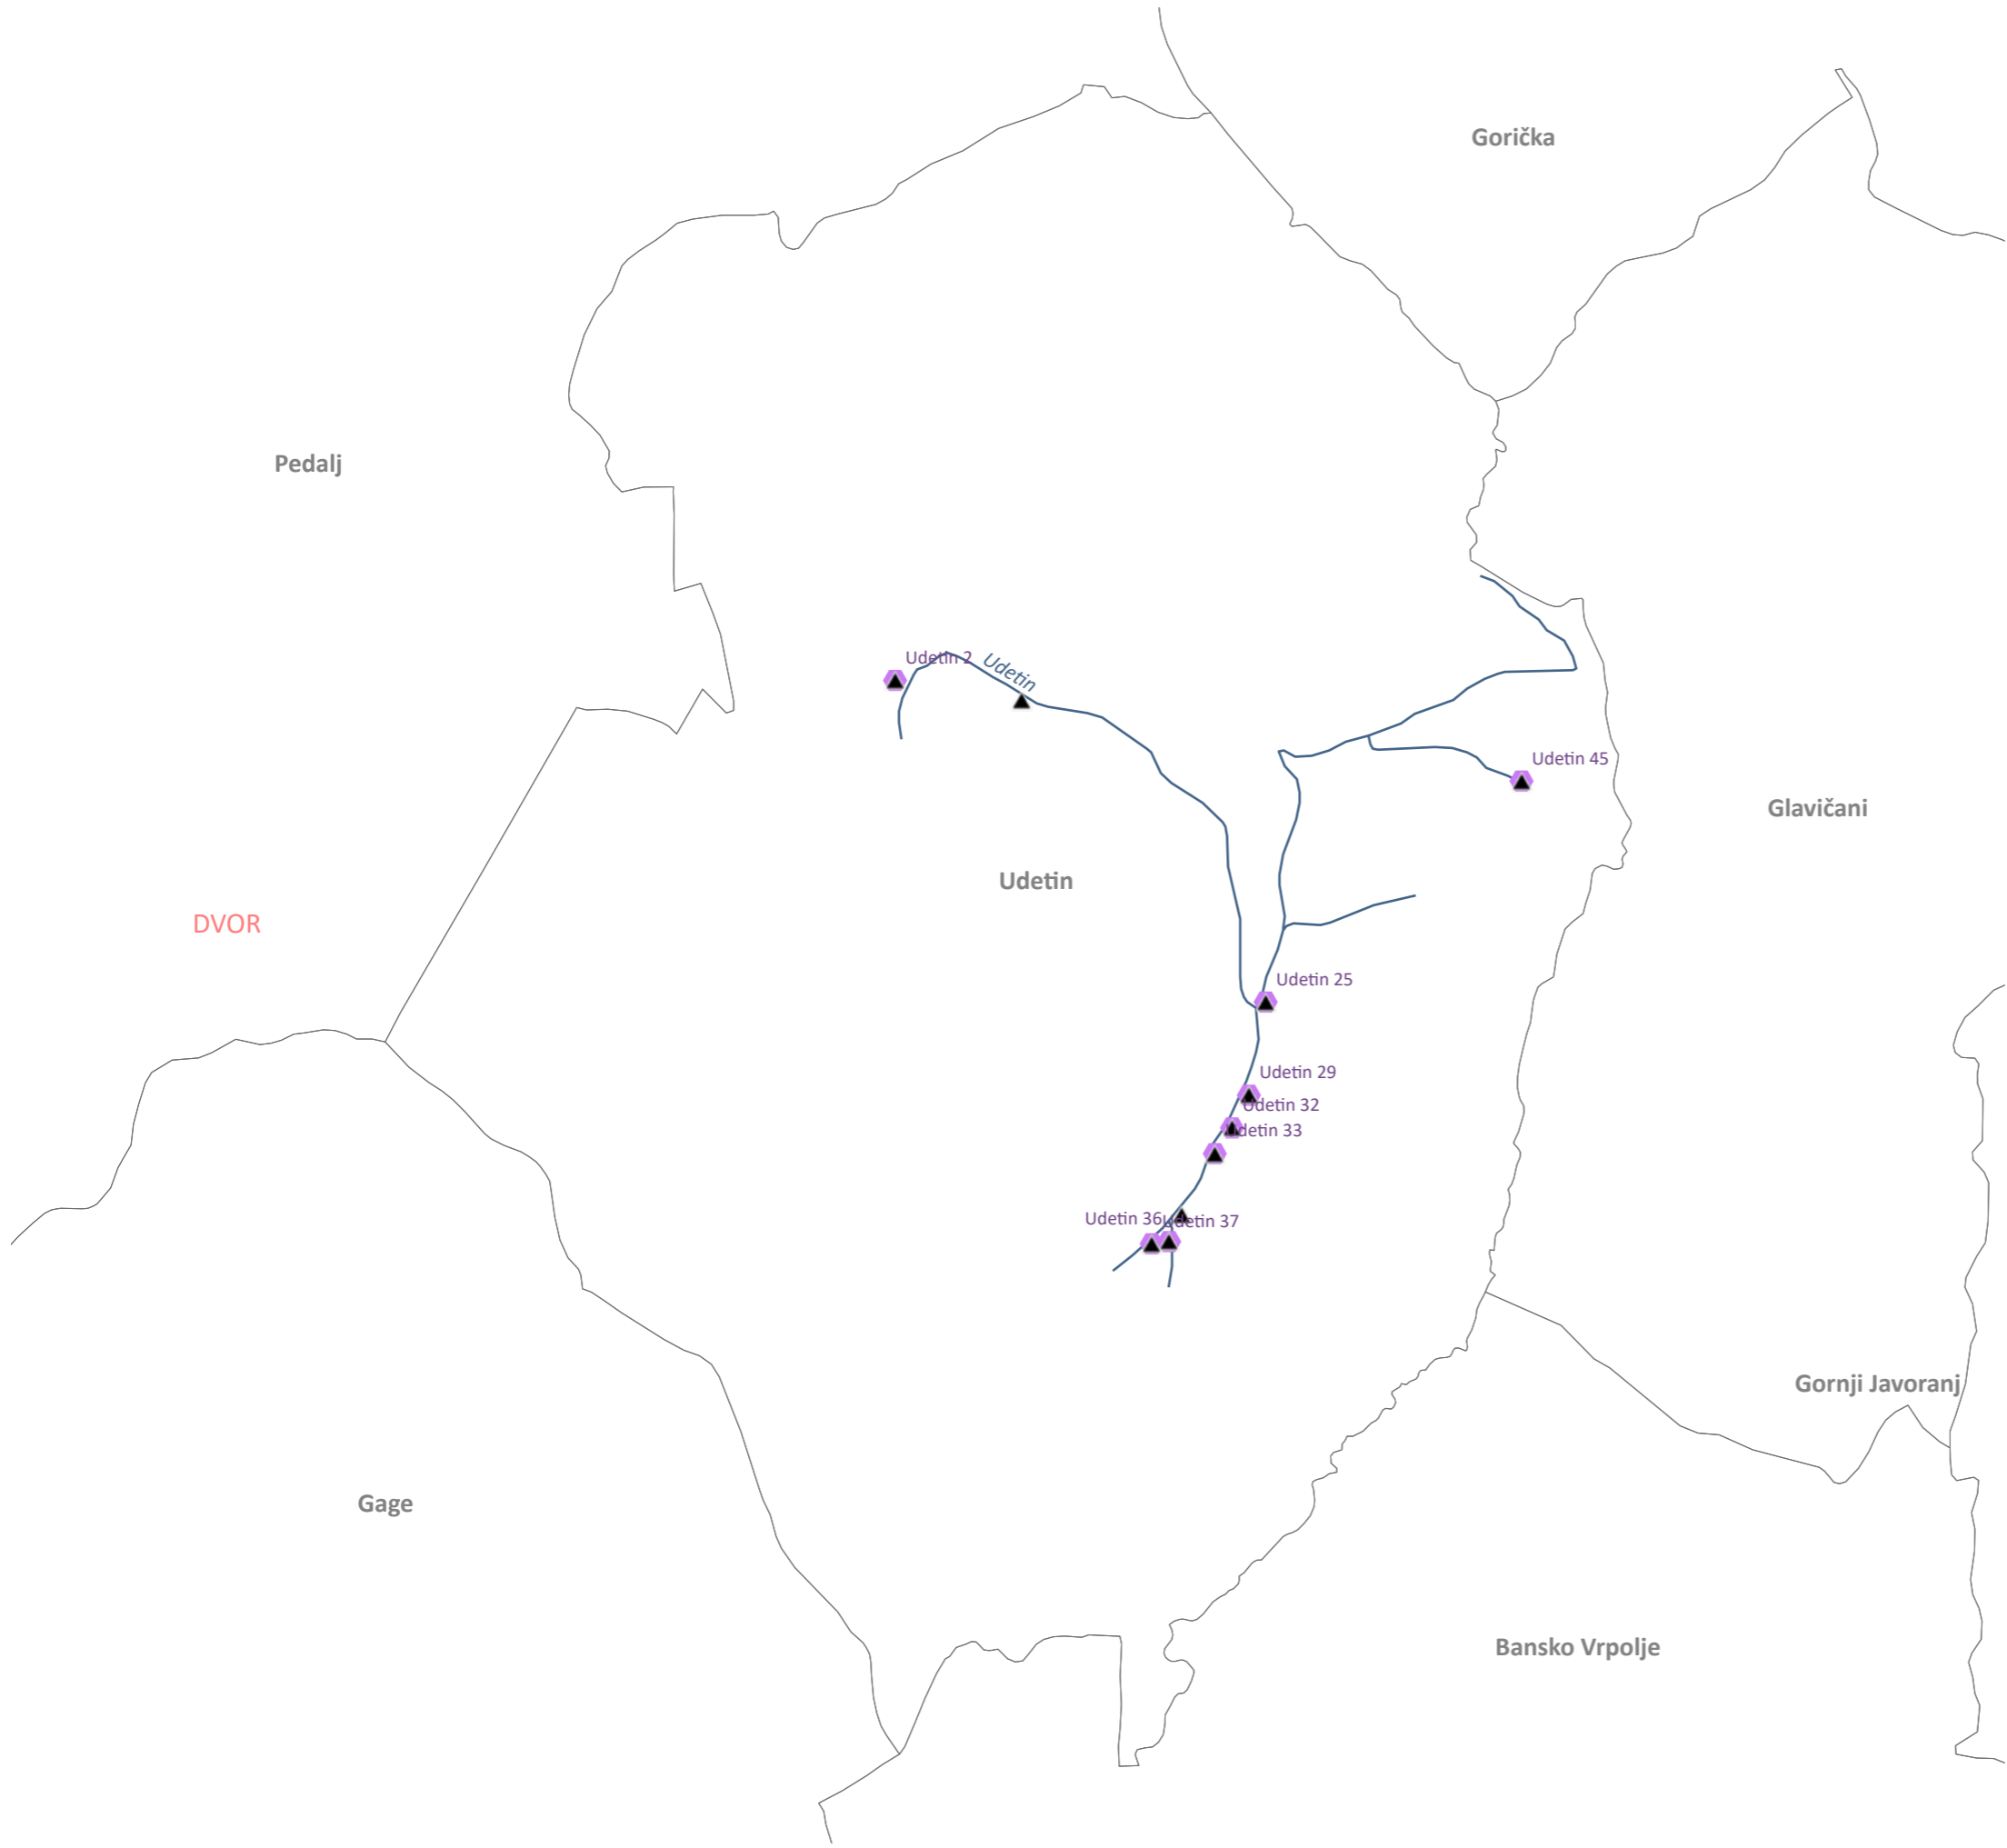 Gorička
Pedalj
Udetin 2
Udetin
Udetin 45
Glavičani
Udetin
DVOR
Udetin 25
Udetin 29
Udetin 32
Udetin 33
Udetin 36
Udetin 37
Gornji Javoranj
Gage
Bansko Vrpolje